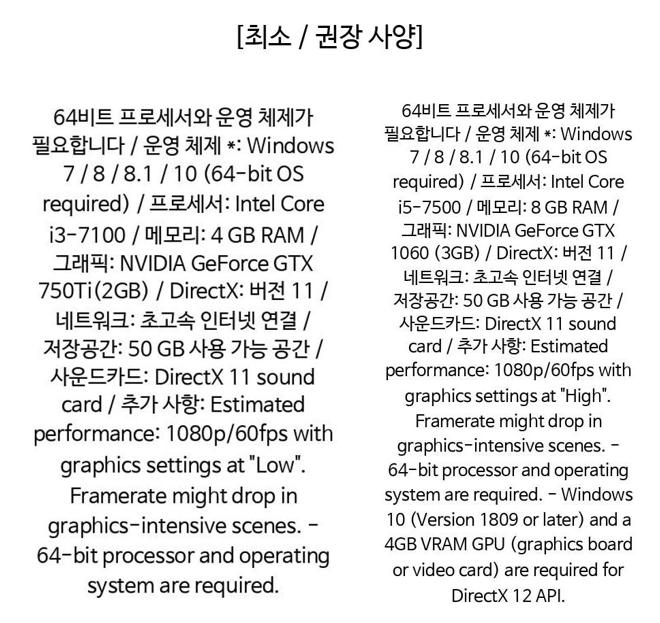 [최소 / 권장 사양]
64비트 프로세서와 운영 체제가
필요합니다 / 운영 체제 *: Windows
7 / 8 / 8.1 / 10 (64-bit OS
required) / 프로세서: Intel Core
i3-7100 / 메모리: 4 GB RAM /
그래픽: NVIDIA GeForce GTX
750Ti(2GB) / DirectX: 버전 11 /
네트워크: 초고속 인터넷 연결 /
저장공간: 50 GB 사용 가능 공간 /
사운드카드: DirectX 11 sound
card / 추가 사항: Estimated
performance: 1080p/60fps with
graphics settings at "Low".
Framerate might drop in
graphics-intensive scenes. -
64-bit processor and operating
system are required.
64비트 프로세서와 운영 체제가
필요합니다 / 운영 체제 *: Windows
7 / 8 / 8.1 / 10 (64-bit OS
required) / 프로세서: Intel Core
i5-7500 / 메모리: 8 GB RAM /
그래픽: NVIDIA GeForce GTX
1060 (3GB) / DirectX: 버전 11 /
네트워크: 초고속 인터넷 연결 /
저장공간: 50 GB 사용 가능 공간 /
사운드카드: DirectX 11 sound
card / 추가 사항: Estimated
performance: 1080p/60fps with
graphics settings at "High".
Framerate might drop in
graphics-intensive scenes. -
64-bit processor and operating
system are required. - Windows
10 (Version 1809 or later) and a
4GB VRAM GPU (graphics board
or video card) are required for
DirectX 12 API.